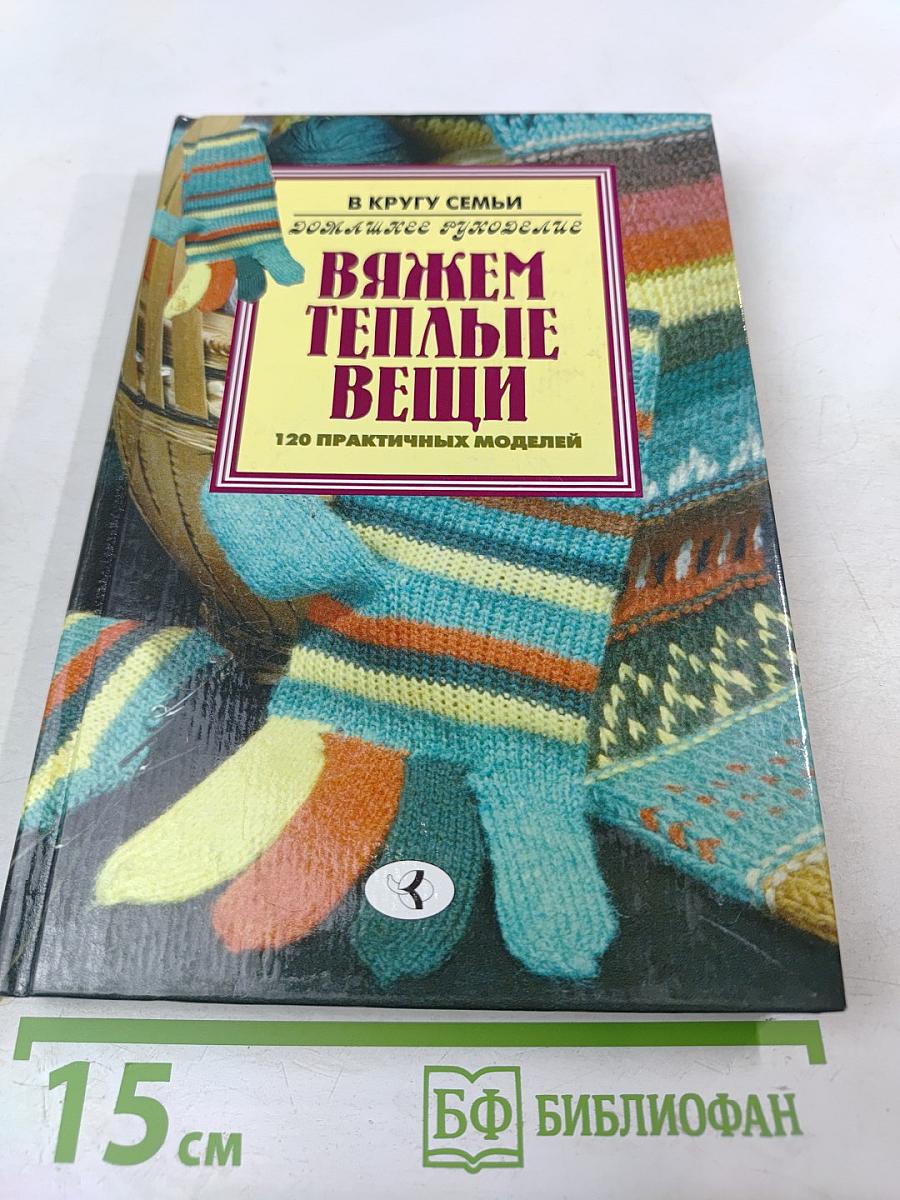 В КРУГУ СЕМЬИ
ДОМАШНЕЕ РУКОДЕЛИЕ
ВЯЖЕМ
ТЕПЛЫЕ
ВЕЩИ
120 ПРАКТИЧНЫХ МОДЕЛЕЙ
15 см
БФ БИБЛИОФАН